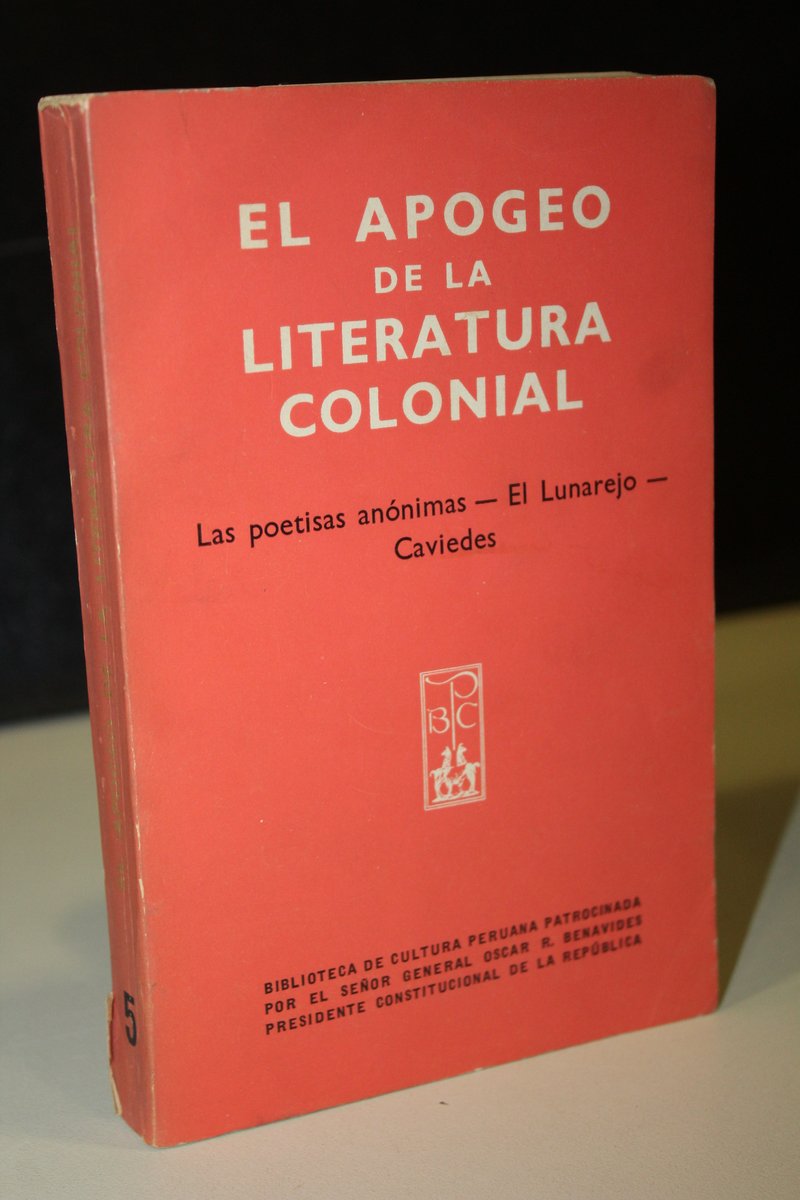 EL APOGEO
DE LA
LITERATURA
COLONIAL
Las poetisas anónimas — El Lunarejo —
Caviedes
BPC
BIBLIOTECA DE CULTURA PERUANA PATROCINADA
POR EL SEÑOR GENERAL OSCAR R. BENAVIDES
PRESIDENTE CONSTITUCIONAL DE LA REPÚBLICA
5